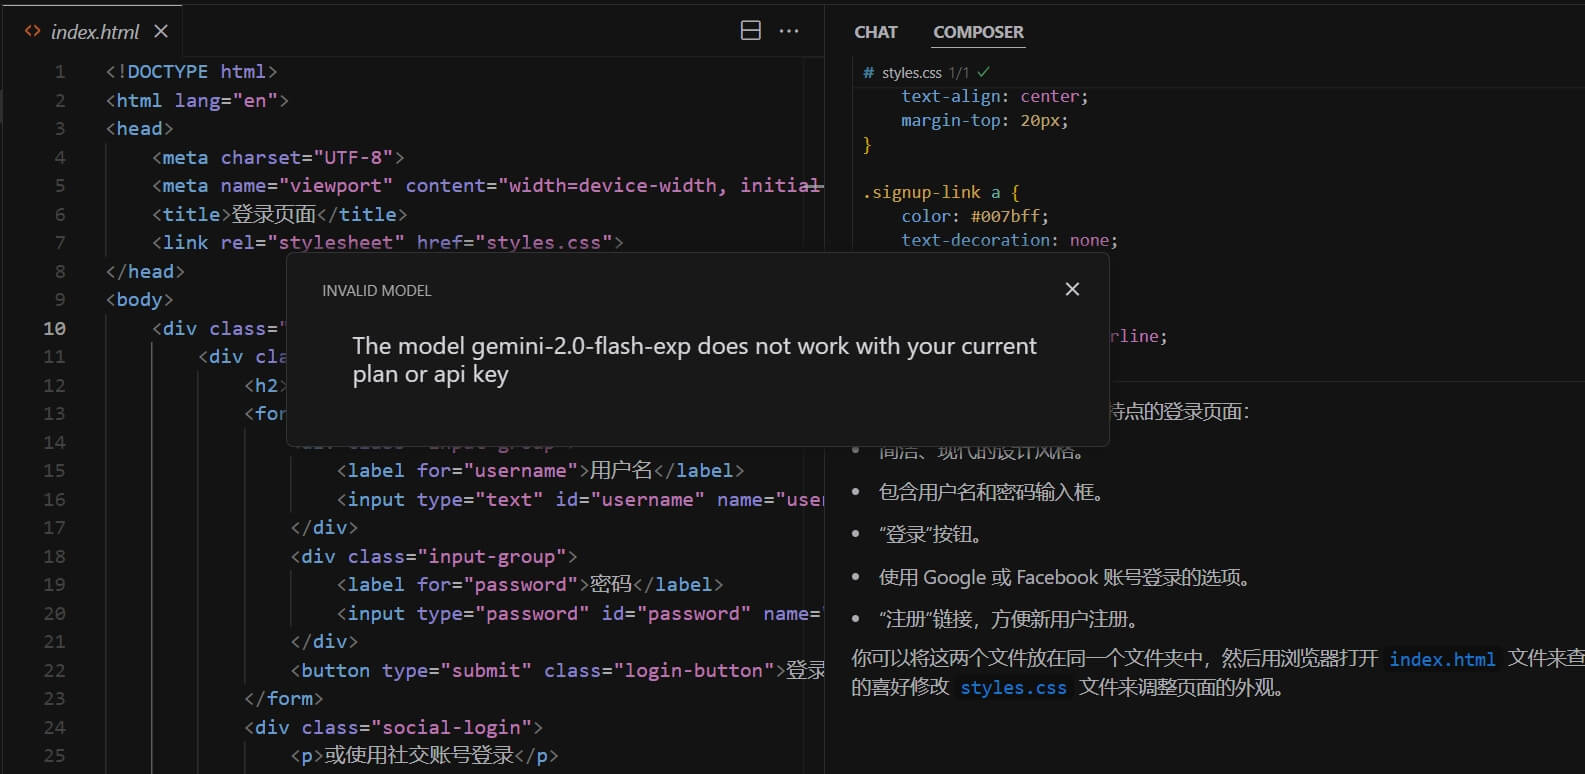 <> index.html ×
···
1 <!DOCTYPE html>
2 <html lang="en">
3 <head>
4 <meta charset="UTF-8">
5 <meta name="viewport" content="width=device-width, initial
6 <title>登录页面</title>
7 <link rel="stylesheet" href="styles.css">
8 </head>
9 <body>
10 <div class="
11 <div cla
12 <h2>
13 <for
14
15 <label for="username">用户名</label>
16 <input type="text" id="username" name="user
17 </div>
18 <div class="input-group">
19 <label for="password">密码</label>
20 <input type="password" id="password" name="
21 </div>
22 <button type="submit" class="login-button">登录
23 </form>
24 <div class="social-login">
25 <p>或使用社交账号登录</p>
CHAT COMPOSER
# styles.css 1/1 ✓
text-align: center;
margin-top: 20px;
}
.signup-link a {
color: #007bff;
text-decoration: none;
rline;
INVALID MODEL ×
The model gemini-2.0-flash-exp does not work with your current
plan or api key
特点的登录页面：
• 简洁、现代的设计风格。
• 包含用户名和密码输入框。
• “登录”按钮。
• 使用 Google 或 Facebook 账号登录的选项。
• “注册”链接，方便新用户注册。
你可以将这两个文件放在同一个文件夹中，然后用浏览器打开 index.html 文件来查
的喜好修改 styles.css 文件来调整页面的外观。